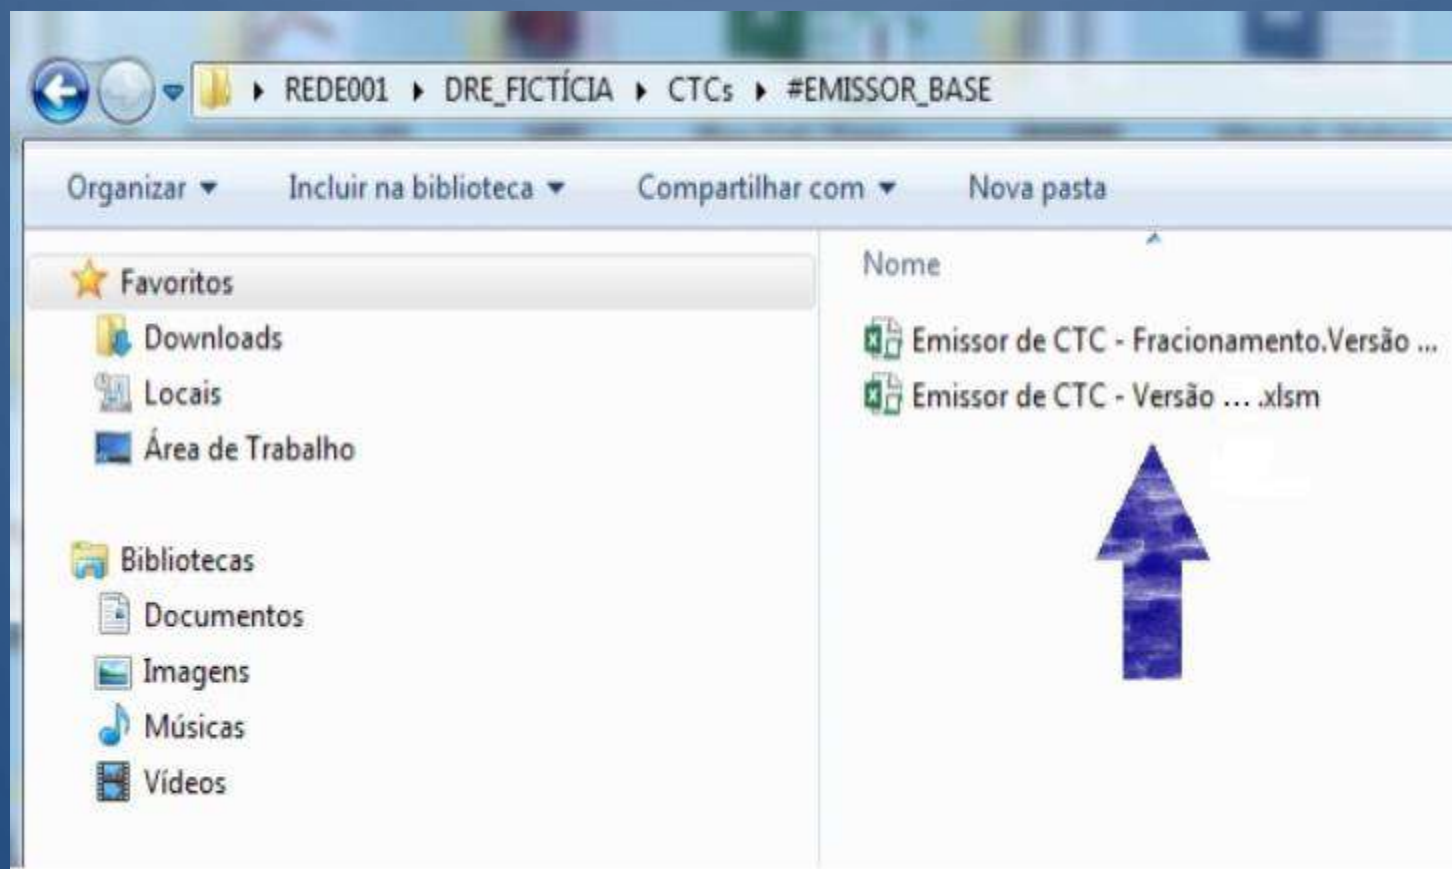 REDE001 DRE_FICTÍCIA CTCs #EMISSOR_BASE
Organizar Incluir na biblioteca Compartilhar com Nova pasta
Favoritos
Downloads
Locais
Área de Trabalho
Bibliotecas
Documentos
Imagens
Músicas
Vídeos
Nome
Emissor de CTC - Fracionamento.Versão ...
Emissor de CTC - Versão ... .xlsm